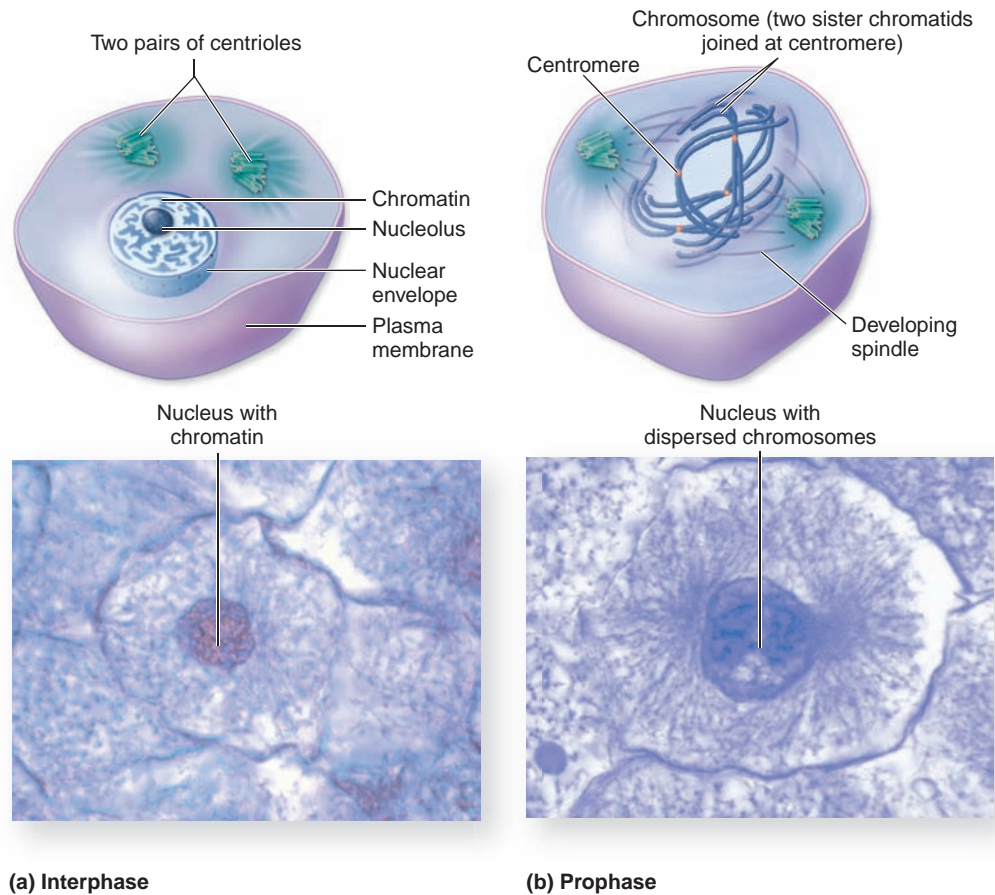 Two pairs of centrioles
Chromatin
Nucleolus
Nuclear
envelope
Plasma
membrane
Nucleus with
chromatin
(a) Interphase
Chromosome (two sister chromatids
joined at centromere)
Centromere
Developing
spindle
Nucleus with
dispersed chromosomes
(b) Prophase